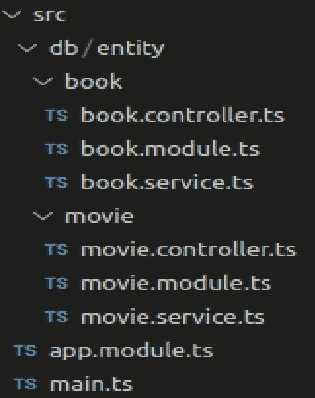 src
db/entity
book
TS book.controller.ts
TS book.module.ts
TS book.service.ts
movie
TS movie.controller.ts
TS movie.module.ts
TS movie.service.ts
TS app.module.ts
TS main.ts